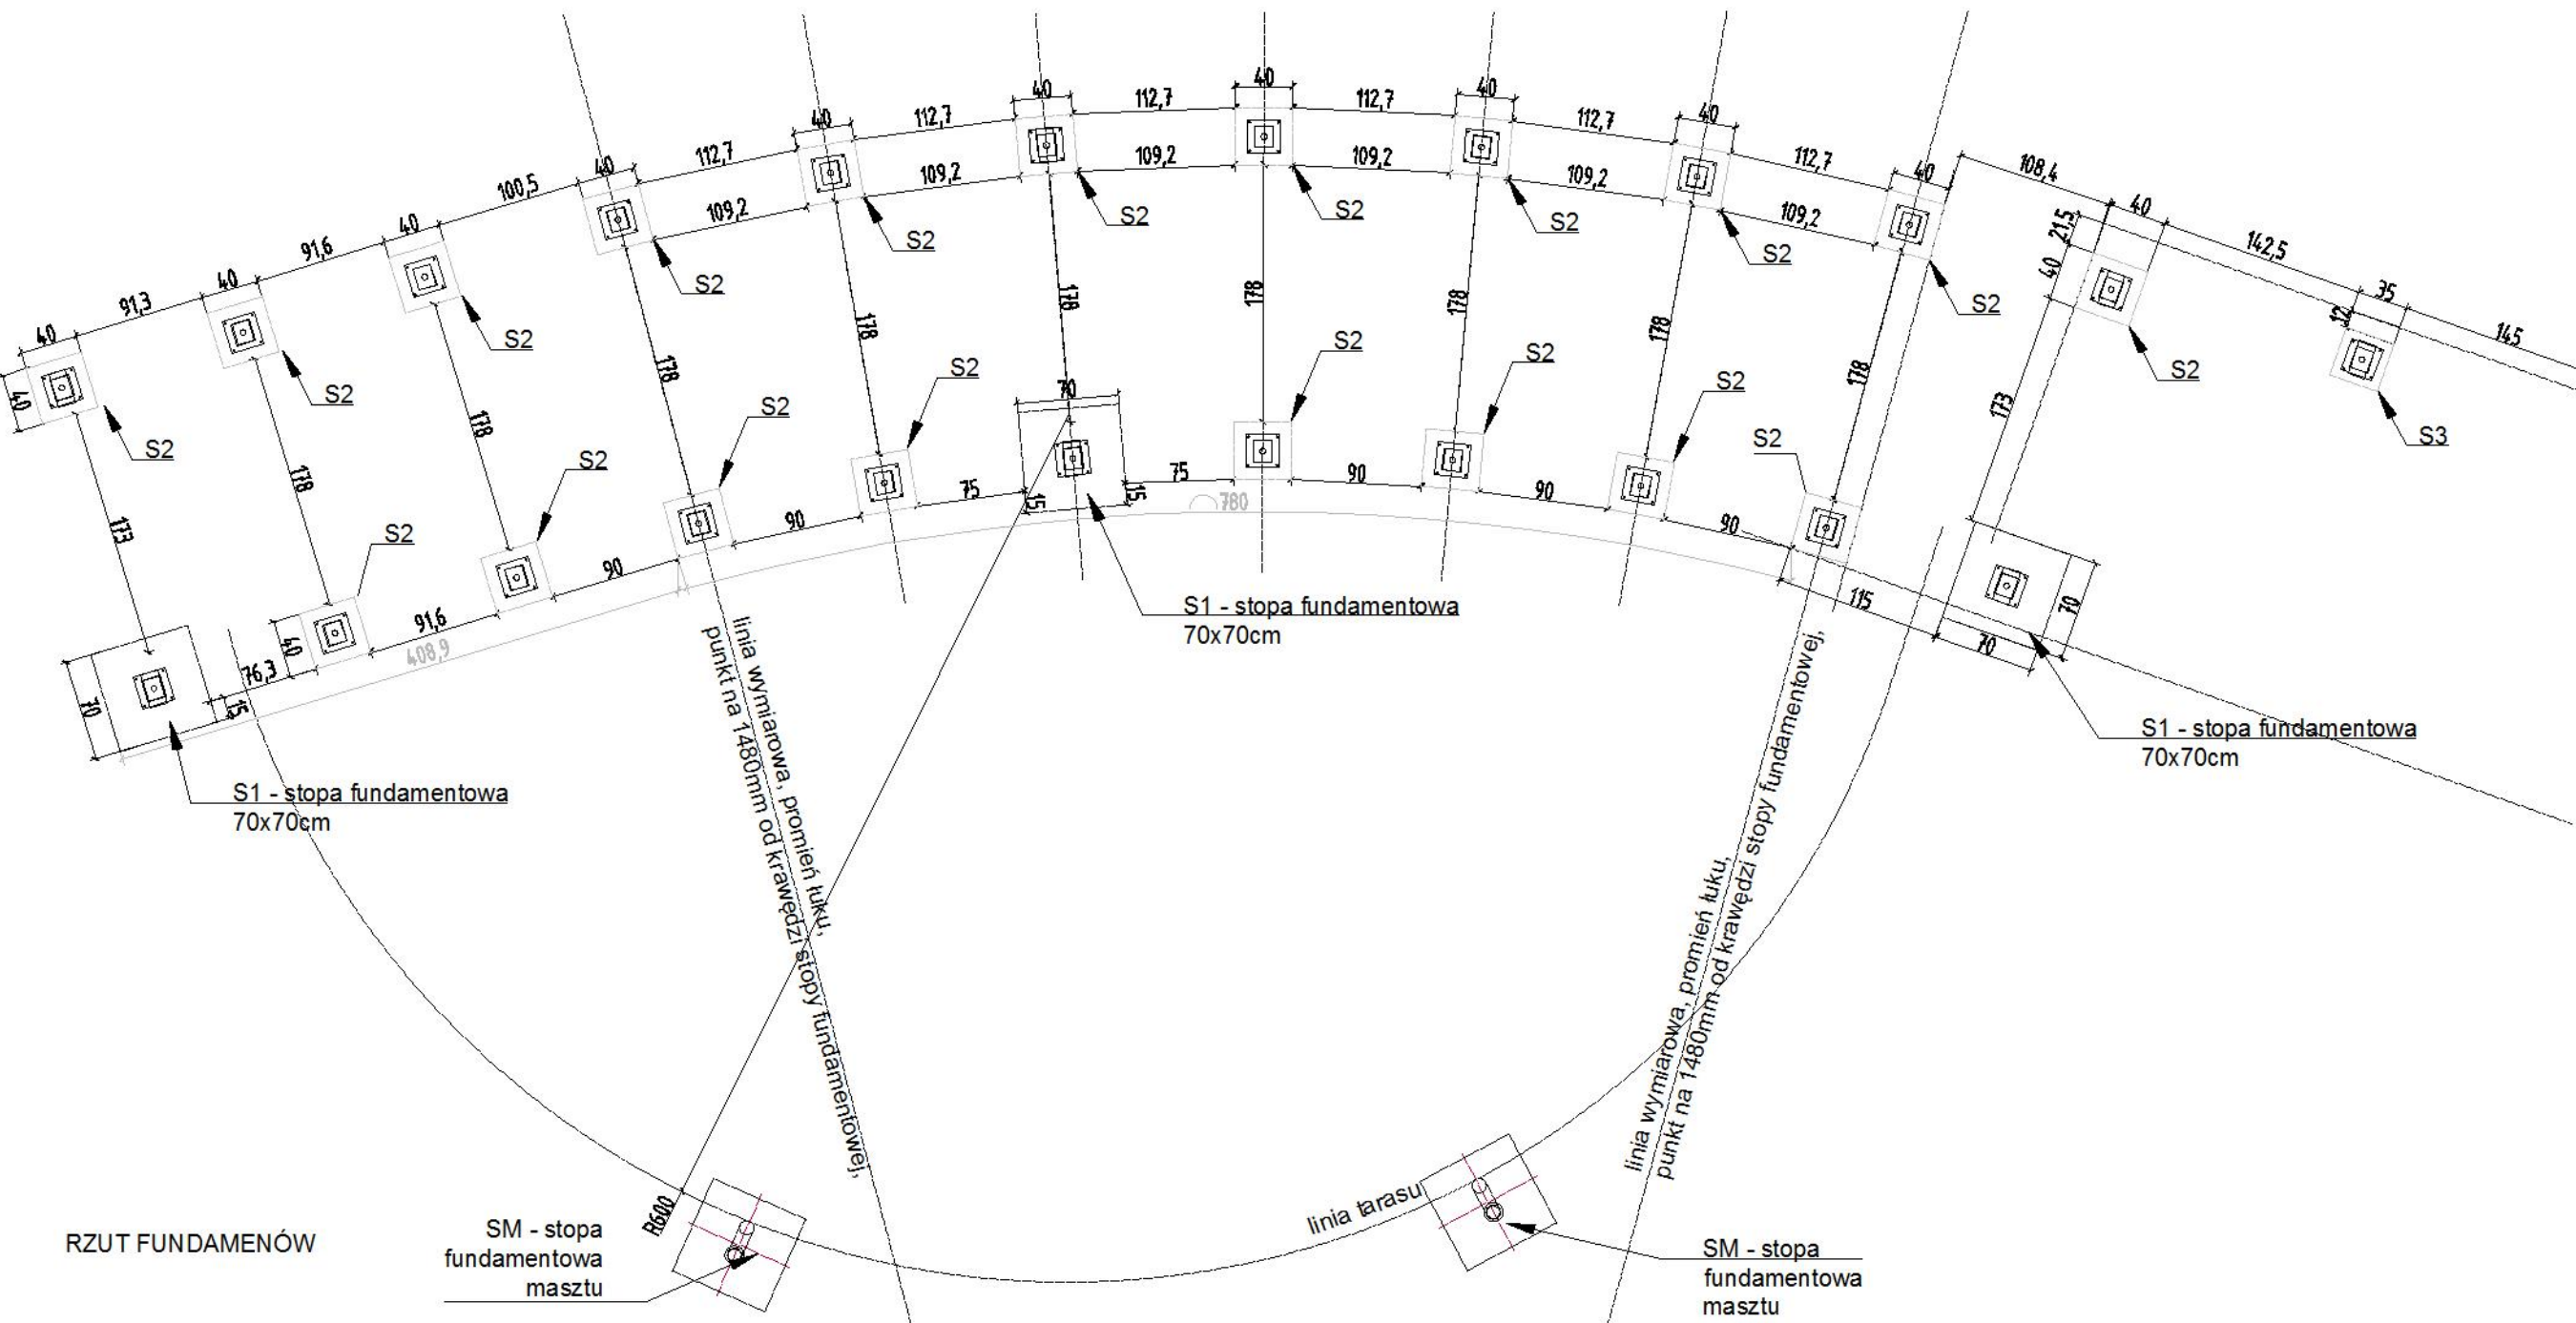 40
112,7
40
112,7
40
112,7
40
112,7
40
112,7
40
112,7
40
100,5
40
91,6
40
91,3
40
40
109,2
109,2
109,2
109,2
109,2
109,2
108,4
40
21,5
40
142,5
35
12
145
S2
S2
S2
S2
S2
S2
S2
S2
S2
S2
S2
S3
173
178
178
178
178
178
178
178
178
178
173
S2
S2
S2
S2
S2
S2
S2
S2
70
75
15
15
75
90
90
90
90
90
91,6
76,3
40
15
70
780
408,9
115
70
70
S1 - stopa fundamentowa
70x70cm
S1 - stopa fundamentowa
70x70cm
S1 - stopa fundamentowa
70x70cm
linia wymiarowa, promień łuku,
punkt na 1480mm od krawędzi stopy fundamentowej,
linia wymiarowa, promień łuku,
punkt na 1480mm od krawędzi stopy fundamentowej,
R600
linia tarasu
RZUT FUNDAMENÓW
SM - stopa
fundamentowa
masztu
SM - stopa
fundamentowa
masztu